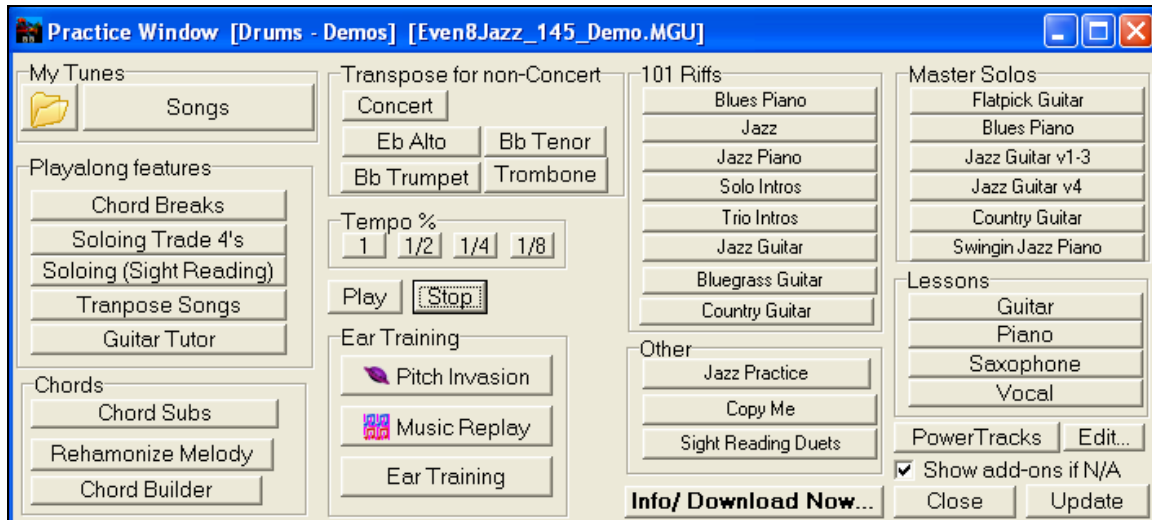 Practice Window [Drums - Demos] [Even8Jazz_145_Demo.MGU]
My Tunes
Songs
Playalong features
Chord Breaks
Soloing Trade 4's
Soloing (Sight Reading)
Tranpose Songs
Guitar Tutor
Chords
Chord Subs
Rehamonize Melody
Chord Builder
Transpose for non-Concert
Concert
Eb Alto
Bb Tenor
Bb Trumpet
Trombone
Tempo %
1
1/2
1/4
1/8
Play
Stop
Ear Training
Pitch Invasion
Music Replay
Ear Training
101 Riffs
Blues Piano
Jazz
Jazz Piano
Solo Intros
Trio Intros
Jazz Guitar
Bluegrass Guitar
Country Guitar
Other
Jazz Practice
Copy Me
Sight Reading Duets
Info/ Download Now...
Master Solos
Flatpick Guitar
Blues Piano
Jazz Guitar v1-3
Jazz Guitar v4
Country Guitar
Swingin Jazz Piano
Lessons
Guitar
Piano
Saxophone
Vocal
PowerTracks
Edit...
Show add-ons if N/A
Close
Update